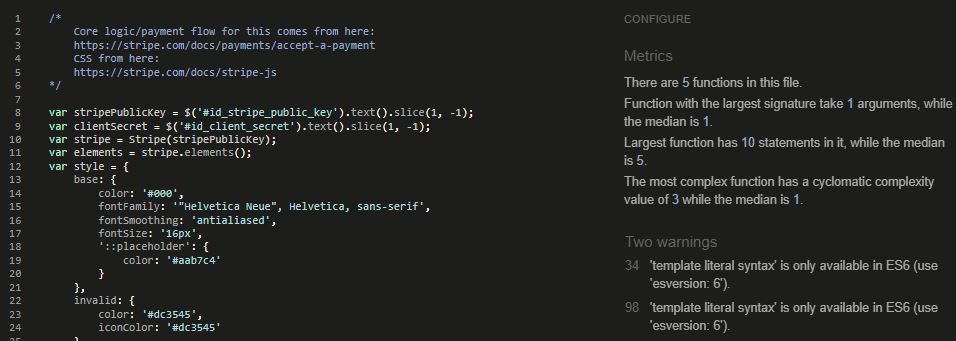 1 /*
2 Core logic/payment flow for this comes from here:
3 https://stripe.com/docs/payments/accept-a-payment
4 CSS from here:
5 https://stripe.com/docs/stripe-js
6 */
7
8 var stripePublicKey = $('#id_stripe_public_key').text().slice(1, -1);
9 var clientSecret = $('#id_client_secret').text().slice(1, -1);
10 var stripe = Stripe(stripePublicKey);
11 var elements = stripe.elements();
12 var style = {
13 base: {
14 color: '#000',
15 fontFamily: '"Helvetica Neue", Helvetica, sans-serif',
16 fontSmoothing: 'antialiased',
17 fontSize: '16px',
18 '::placeholder': {
19 color: '#aab7c4'
20 }
21 },
22 invalid: {
23 color: '#dc3545',
24 iconColor: '#dc3545'
CONFIGURE
Metrics
There are 5 functions in this file.
Function with the largest signature take 1 arguments, while
the median is 1.
Largest function has 10 statements in it, while the median
is 5.
The most complex function has a cyclomatic complexity
value of 3 while the median is 1.
Two warnings
34 'template literal syntax' is only available in ES6 (use
'esversion: 6').
98 'template literal syntax' is only available in ES6 (use
'esversion: 6').